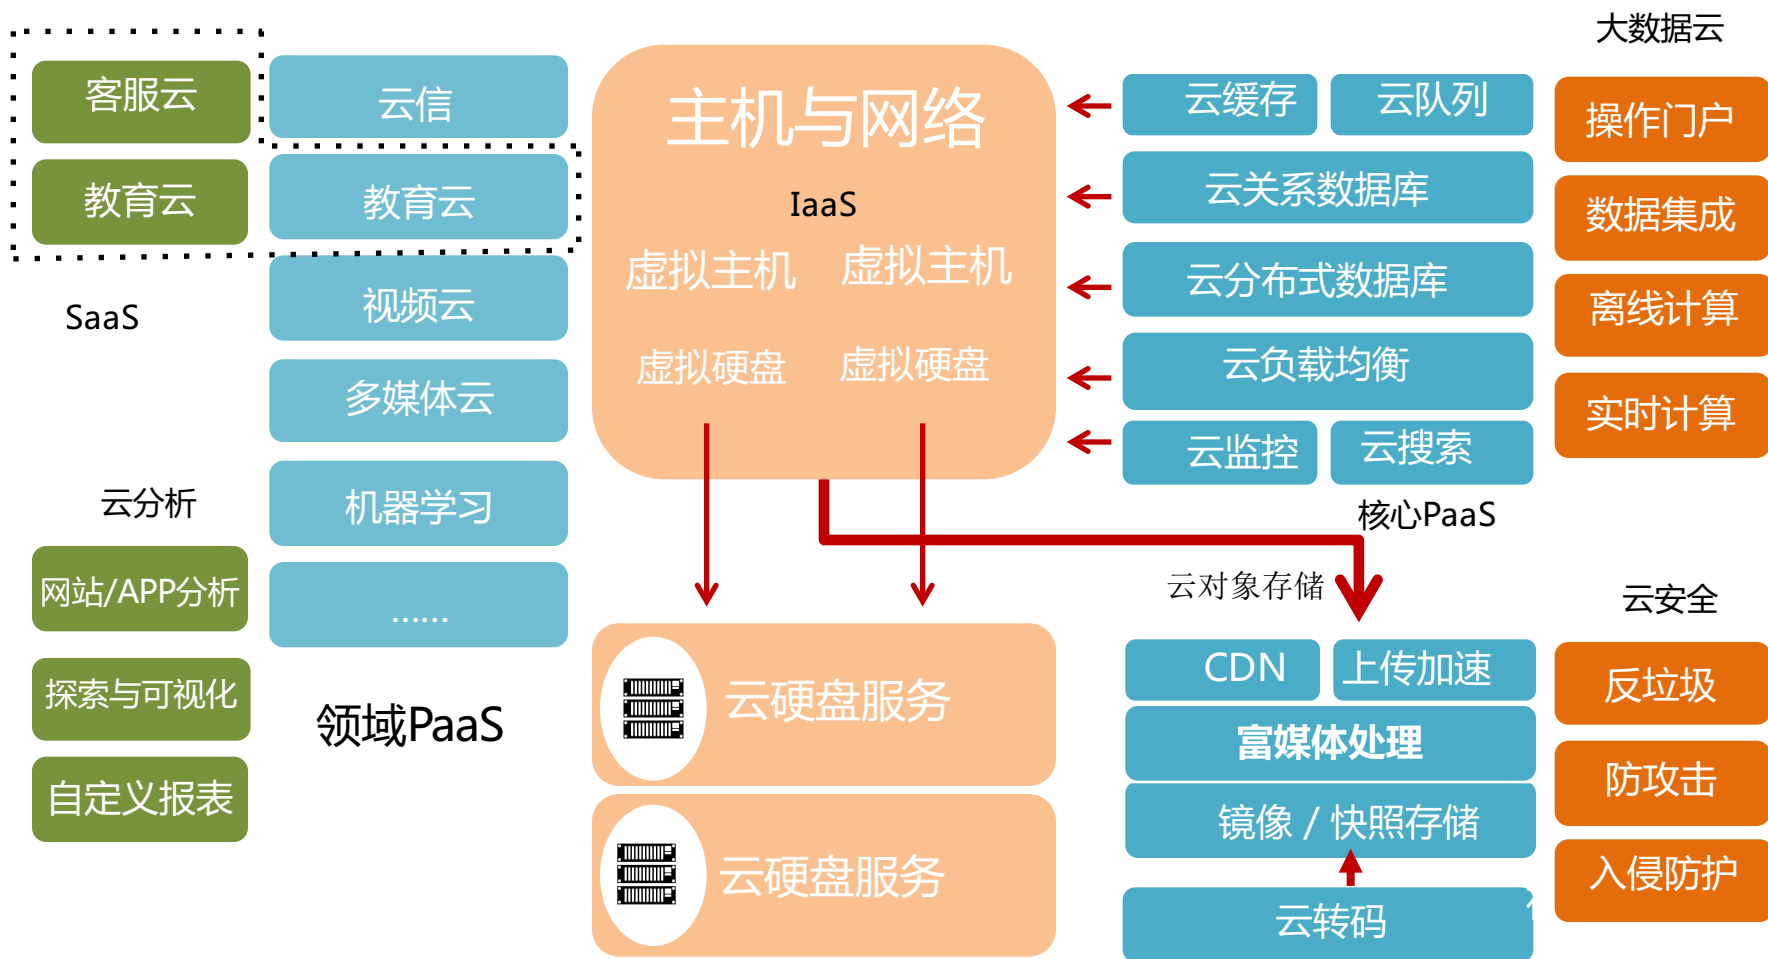 客服云
教育云
SaaS
云分析
网站/APP分析
探索与可视化
自定义报表
云信
教育云
视频云
多媒体云
机器学习
......
领域PaaS
主机与网络
IaaS
虚拟主机
虚拟主机
虚拟硬盘
虚拟硬盘
云硬盘服务
云硬盘服务
云缓存
云队列
云关系数据库
云分布式数据库
云负载均衡
云监控
云搜索
核心PaaS
云对象存储
CDN
上传加速
富媒体处理
镜像 / 快照存储
云转码
大数据云
操作门户
数据集成
离线计算
实时计算
云安全
反垃圾
防攻击
入侵防护